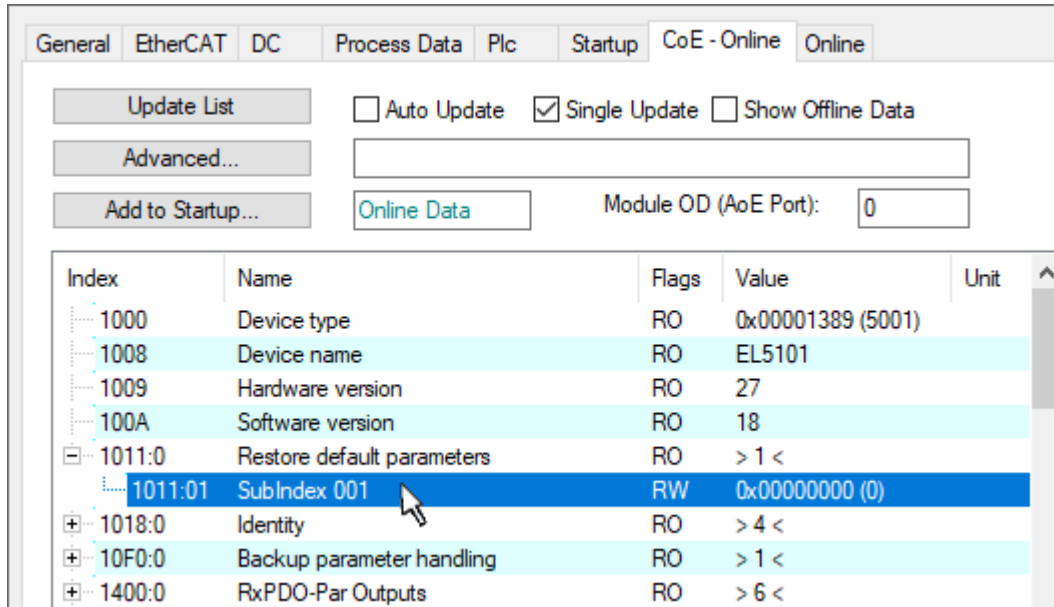 General EtherCAT DC Process Data Plc Startup CoE - Online Online
Update List Auto Update Single Update Show Offline Data
Advanced...
Add to Startup... Online Data Module OD (AoE Port): 0
Index Name Flags Value Unit
1000 Device type RO 0x00001389 (5001)
1008 Device name RO EL5101
1009 Hardware version RO 27
100A Software version RO 18
1011:0 Restore default parameters RO > 1 <
1011:01 SubIndex 001 RW 0x00000000 (0)
1018:0 Identity RO > 4 <
10F0:0 Backup parameter handling RO > 1 <
1400:0 RxPDO-Par Outputs RO > 6 <